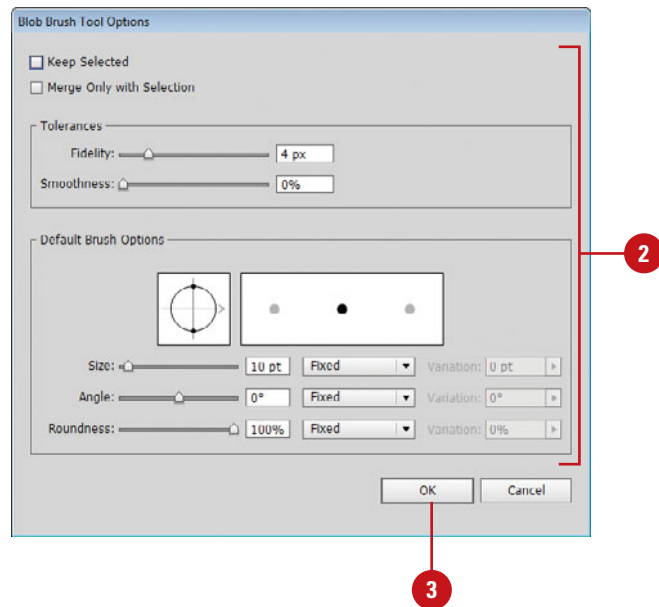 Blob Brush Tool Options
Keep Selected
Merge Only with Selection
Tolerances
Fidelity: 4 px
Smoothness: 0%
Default Brush Options
2
Size: 10 pt Fixed Variation: 0 pt
Angle: 0° Fixed Variation: 0°
Roundness: 100% Fixed Variation: 0%
OK Cancel
3